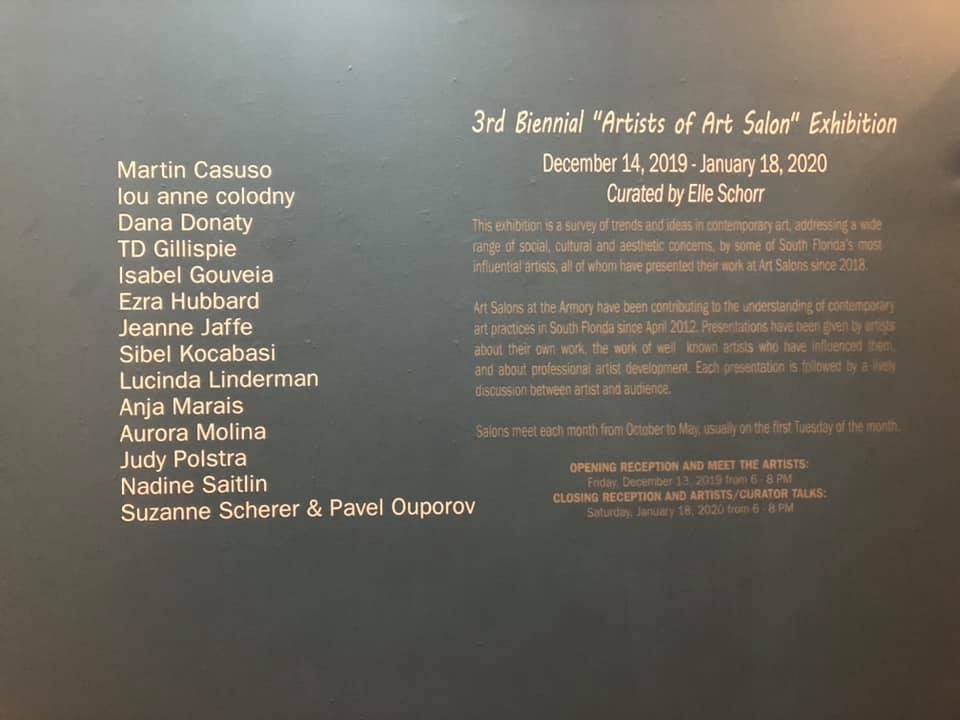 Martin Casuso
lou anne colodny
Dana Donaty
TD Gillispie
Isabel Gouveia
Ezra Hubbard
Jeanne Jaffe
Sibel Kocabasi
Lucinda Linderman
Anja Marais
Aurora Molina
Judy Polstra
Nadine Saitlin
Suzanne Scherer & Pavel Ouporov
3rd Biennial "Artists of Art Salon" Exhibition
December 14, 2019 - January 18, 2020
Curated by Elle Schorr
This exhibition is a survey of trends and ideas in contemporary art, addressing a wide
range of social, cultural and aesthetic concerns, by some of South Florida's most
influential artists, all of whom have presented their work at Art Salons since 2018.
Art Salons at the Armory have been contributing to the understanding of contemporary
art practices in South Florida since April 2012. Presentations have been given by artists
about their own work, the work of well known artists who have influenced them,
and about professional artist development. Each presentation is followed by a lively
discussion between artist and audience.
Salons meet each month from October to May, usually on the first Tuesday of the month.
OPENING RECEPTION AND MEET THE ARTISTS:
Friday, December 13, 2019 from 6 - 8 PM
CLOSING RECEPTION AND ARTISTS/CURATOR TALKS:
Saturday, January 18, 2020 from 6 - 8 PM